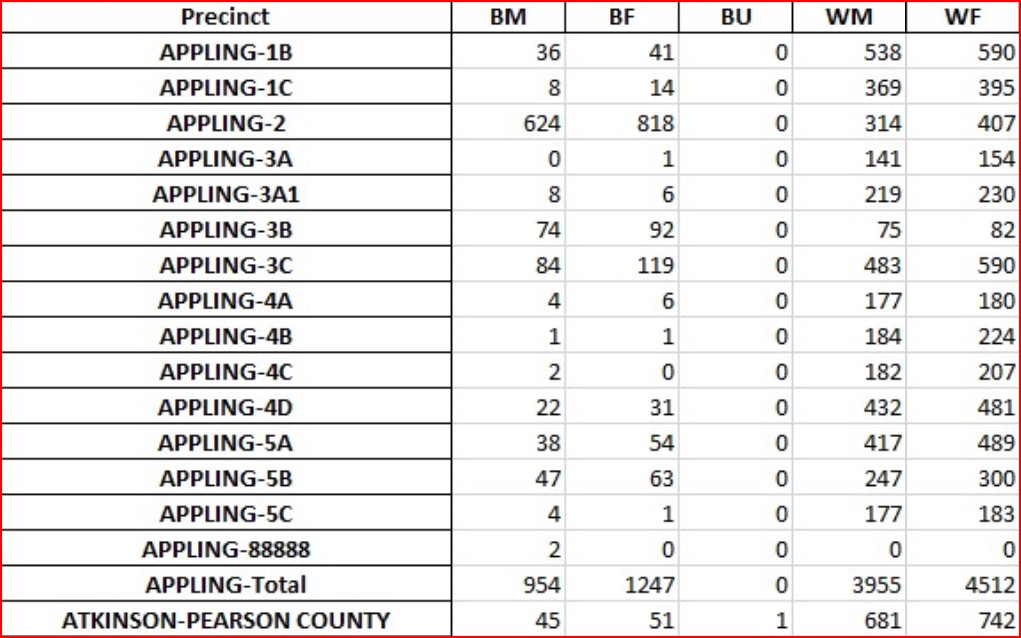 Precinct BM BF BU WM WF
APPLING-1B 36 41 0 538 590
APPLING-1C 8 14 0 369 395
APPLING-2 624 818 0 314 407
APPLING-3A 0 1 0 141 154
APPLING-3A1 8 6 0 219 230
APPLING-3B 74 92 0 75 82
APPLING-3C 84 119 0 483 590
APPLING-4A 4 6 0 177 180
APPLING-4B 1 1 0 184 224
APPLING-4C 2 0 0 182 207
APPLING-4D 22 31 0 432 481
APPLING-5A 38 54 0 417 489
APPLING-5B 47 63 0 247 300
APPLING-5C 4 1 0 177 183
APPLING-88888 2 0 0 0 0
APPLING-Total 954 1247 0 3955 4512
ATKINSON-PEARSON COUNTY 45 51 1 681 742